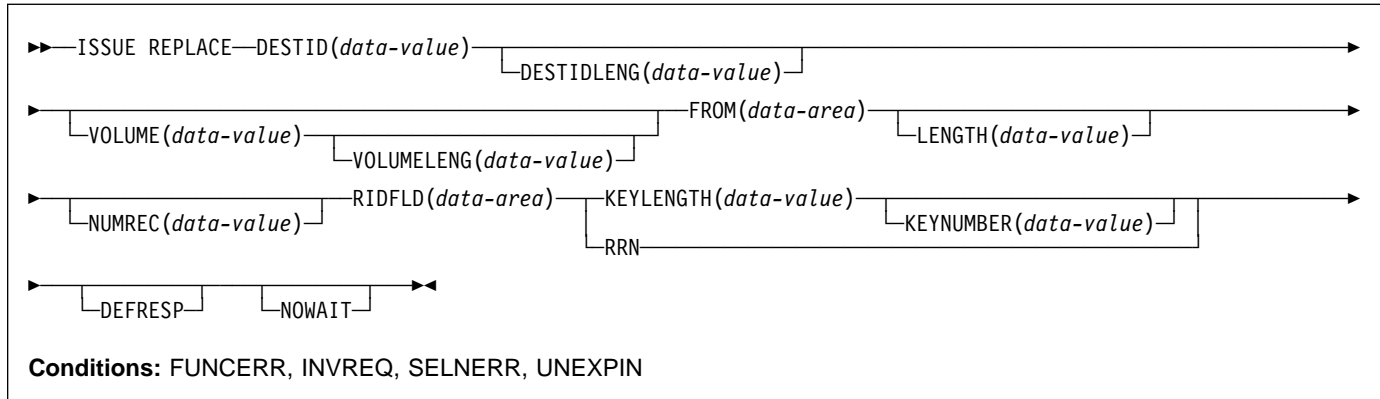 ISSUE REPLACE DESTID(data-value)
DESTIDLENG(data-value)
FROM(data-area)
VOLUME(data-value)
LENGTH(data-value)
VOLUMELENG(data-value)
RIDFLD(data-area) KEYLENGTH(data-value)
NUMREC(data-value)
KEYNUMBER(data-value)
RRN
DEFRESP NOWAIT
Conditions: FUNCERR, INVREQ, SELNERR, UNEXPIN